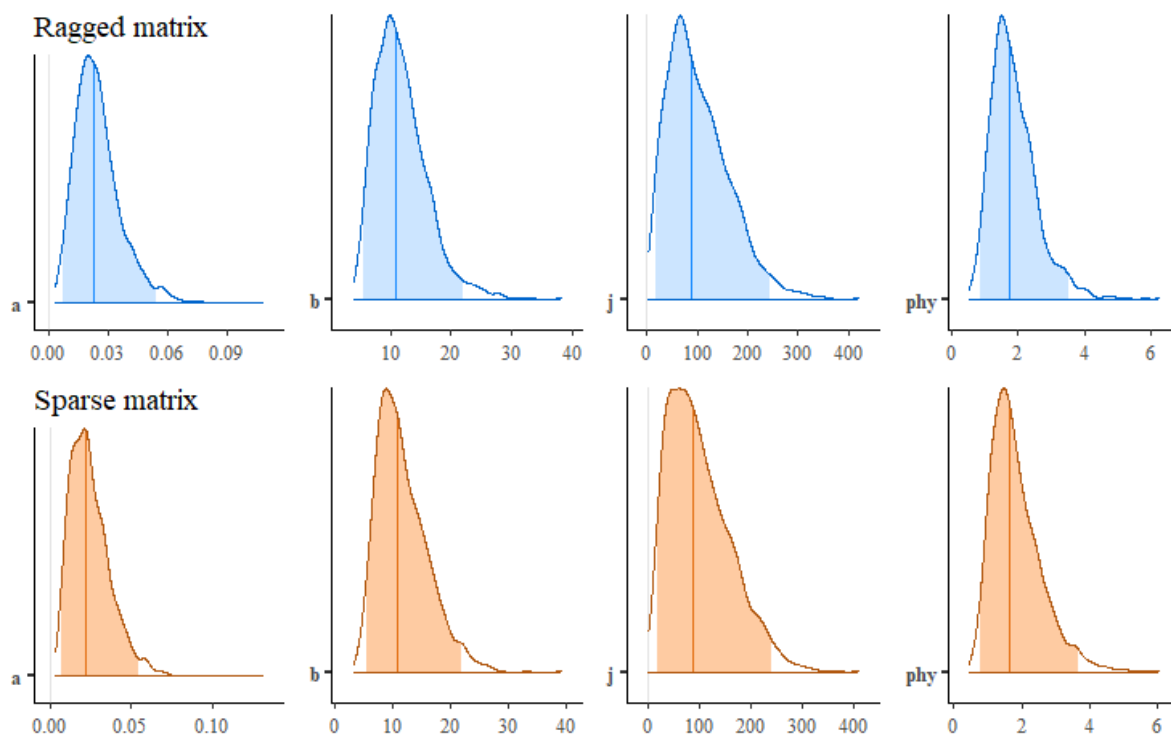 Ragged matrix
a
0.00 0.03 0.06 0.09
b
10 20 30 40
j
0 100 200 300 400
phy
0 2 4 6
Sparse matrix
a
0.00 0.05 0.10
b
0 10 20 30 40
j
0 100 200 300 400
phy
0 2 4 6